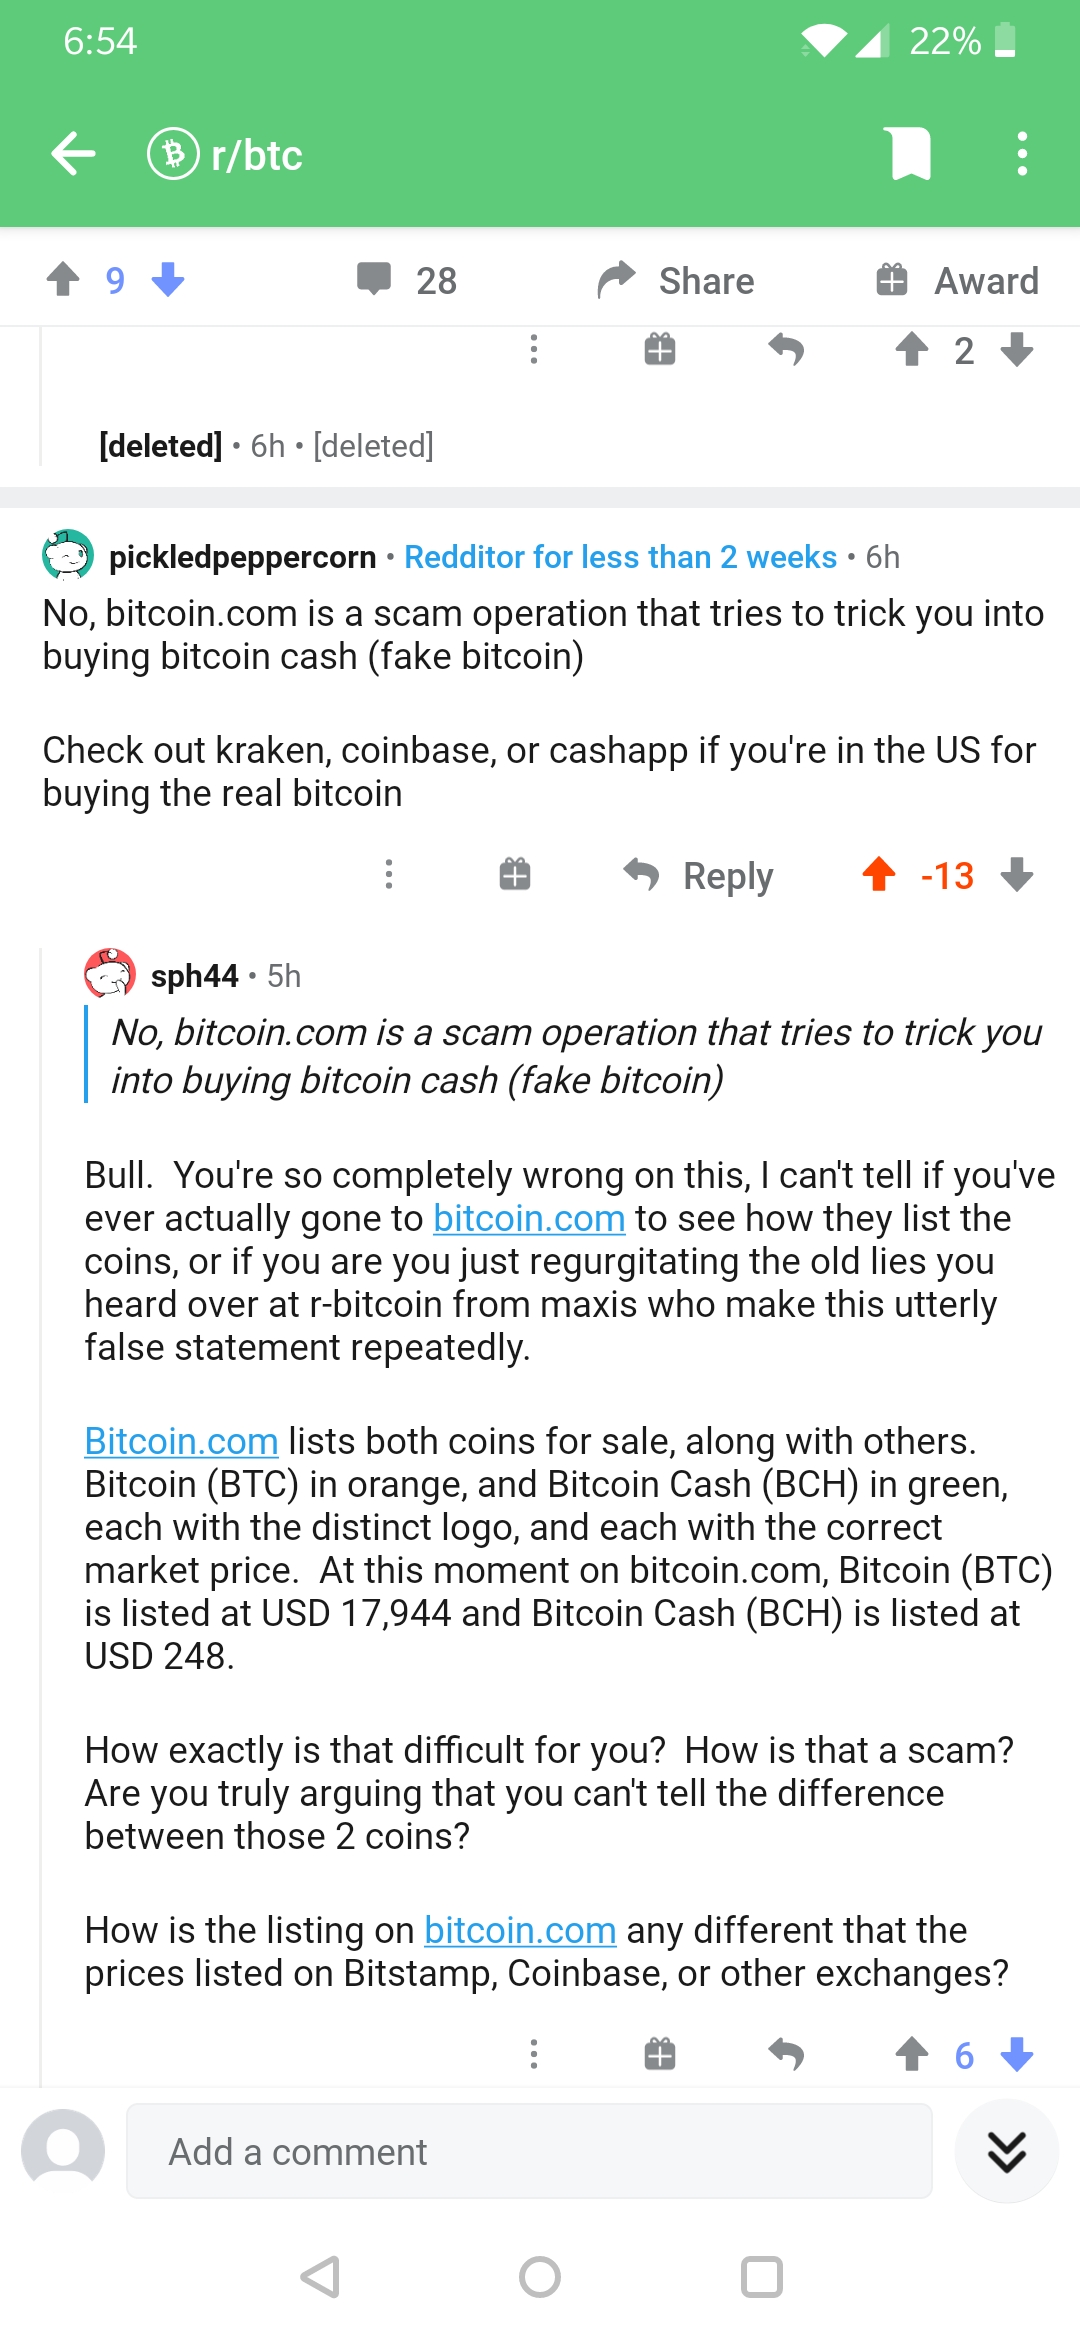 6:54
22%
r/btc
9
28
Share
Award
2
[deleted] • 6h • [deleted]
pickledpeppercorn • Redditor for less than 2 weeks • 6h
No, bitcoin.com is a scam operation that tries to trick you into
buying bitcoin cash (fake bitcoin)
Check out kraken, coinbase, or cashapp if you're in the US for
buying the real bitcoin
Reply
-13
sph44 • 5h
No, bitcoin.com is a scam operation that tries to trick you
into buying bitcoin cash (fake bitcoin)
Bull.  You're so completely wrong on this, I can't tell if you've
ever actually gone to bitcoin.com to see how they list the
coins, or if you are you just regurgitating the old lies you
heard over at r-bitcoin from maxis who make this utterly
false statement repeatedly.
Bitcoin.com lists both coins for sale, along with others.
Bitcoin (BTC) in orange, and Bitcoin Cash (BCH) in green,
each with the distinct logo, and each with the correct
market price.  At this moment on bitcoin.com, Bitcoin (BTC)
is listed at USD 17,944 and Bitcoin Cash (BCH) is listed at
USD 248.
How exactly is that difficult for you?  How is that a scam?
Are you truly arguing that you can't tell the difference
between those 2 coins?
How is the listing on bitcoin.com any different that the
prices listed on Bitstamp, Coinbase, or other exchanges?
6
Add a comment